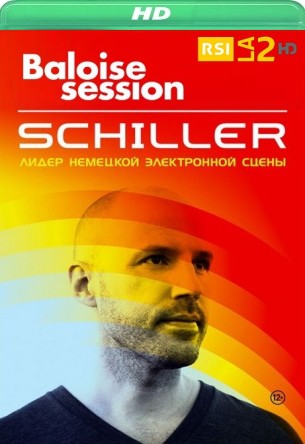 HD
RSI LA 2 HD
Baloise
session
SCHILLER
ЛИДЕР НЕМЕЦКОЙ ЭЛЕКТРОННОЙ СЦЕНЫ
12+